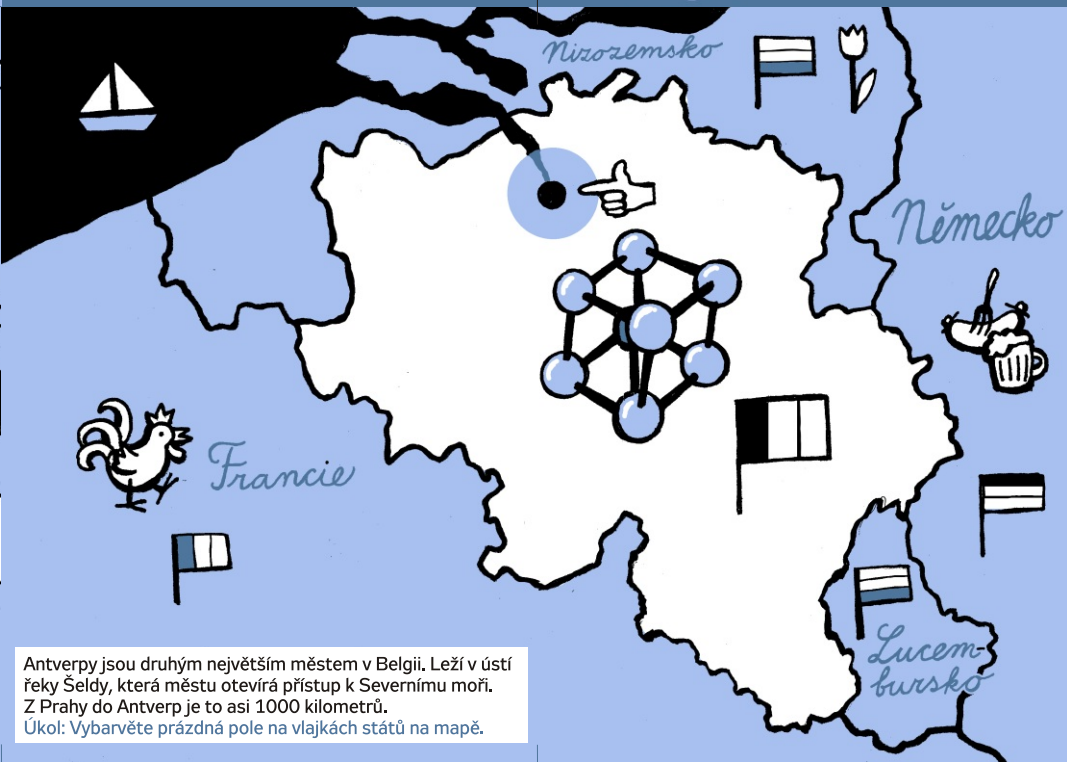 Nizozemsko
Německo
Francie
Lucem-
bursko
Antverpy jsou druhým největším městem v Belgii. Leží v ústí
řeky Šeldy, která městu otevírá přístup k Severnímu moři.
Z Prahy do Antverp je to asi 1000 kilometrů.
Úkol: Vybarvěte prázdná pole na vlajkách států na mapě.